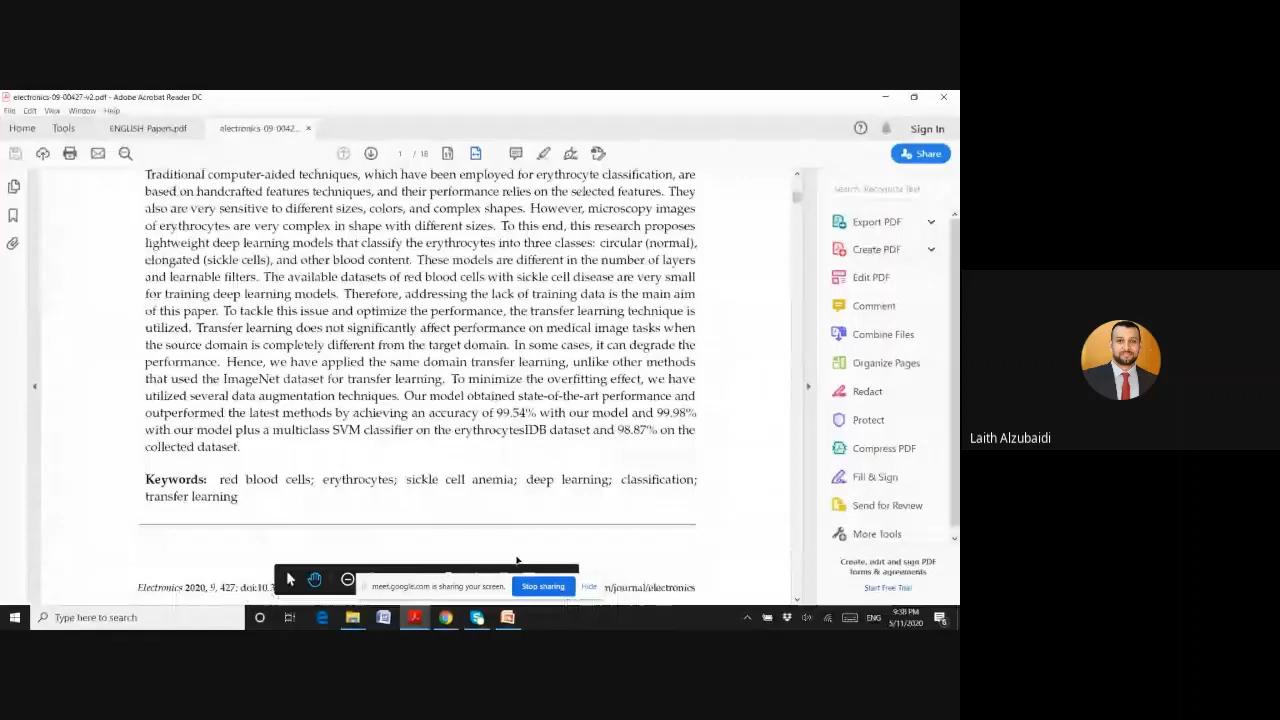 electronics-09-00427-v2.pdf - Adobe Acrobat Reader DC
File Edit View Window Help
Home Tools ENGLISH Papers.pdf electronics-09-0042... × Sign In
1 / 18 Share
Traditional computer-aided techniques, which have been employed for erythrocyte classification, are
based on handcrafted features techniques, and their performance relies on the selected features. They
also are very sensitive to different sizes, colors, and complex shapes. However, microscopy images
of erythrocytes are very complex in shape with different sizes. To this end, this research proposes
lightweight deep learning models that classify the erythrocytes into three classes: circular (normal),
elongated (sickle cells), and other blood content. These models are different in the number of layers
and learnable filters. The available datasets of red blood cells with sickle cell disease are very small
for training deep learning models. Therefore, addressing the lack of training data is the main aim
of this paper. To tackle this issue and optimize the performance, the transfer learning technique is
utilized. Transfer learning does not significantly affect performance on medical image tasks when
the source domain is completely different from the target domain. In some cases, it can degrade the
performance. Hence, we have applied the same domain transfer learning, unlike other methods
that used the ImageNet dataset for transfer learning. To minimize the overfitting effect, we have
utilized several data augmentation techniques. Our model obtained state-of-the-art performance and
outperformed the latest methods by achieving an accuracy of 99.54% with our model and 99.98%
with our model plus a multiclass SVM classifier on the erythrocytesIDB dataset and 98.87% on the
collected dataset.
Keywords: red blood cells; erythrocytes; sickle cell anemia; deep learning; classification;
transfer learning
Electronics 2020, 9, 427; doi:10.3 n/journal/electronics
meet.google.com is sharing your screen. Stop sharing Hide
Search 'Recognize Text'
Export PDF
Create PDF
Edit PDF
Comment
Combine Files
Organize Pages
Redact
Protect
Compress PDF
Fill & Sign
Send for Review
More Tools
Create, edit and sign PDF
forms & agreements
Start Free Trial
Type here to search
ENG
9:38 PM
5/11/2020
Laith Alzubaidi